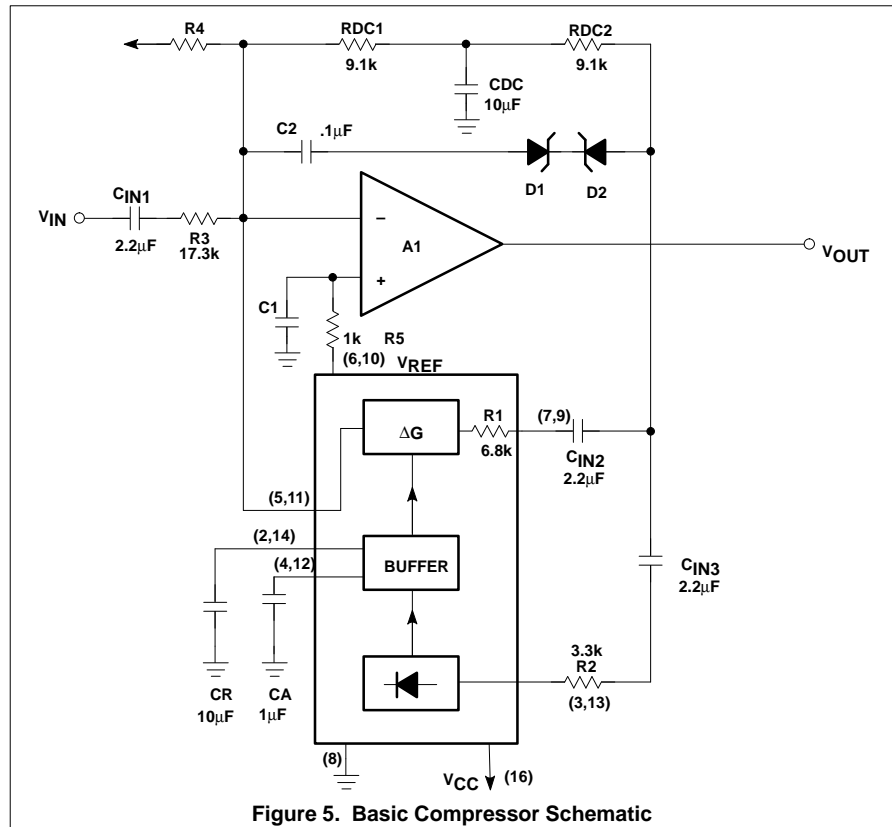 R4
RDC1
RDC2
9.1k
9.1k
CDC
10µF
C2
.1µF
D1
D2
CIN1
VIN
2.2µF
R3
17.3k
–
A1
+
VOUT
C1
1k
R5
(6,10)
VREF
ΔG
R1
6.8k
(7,9)
CIN2
2.2µF
(5,11)
(2,14)
(4,12)
BUFFER
CIN3
2.2µF
3.3k
R2
(3,13)
CR
10µF
CA
1µF
(8)
VCC
(16)
Figure 5. Basic Compressor Schematic